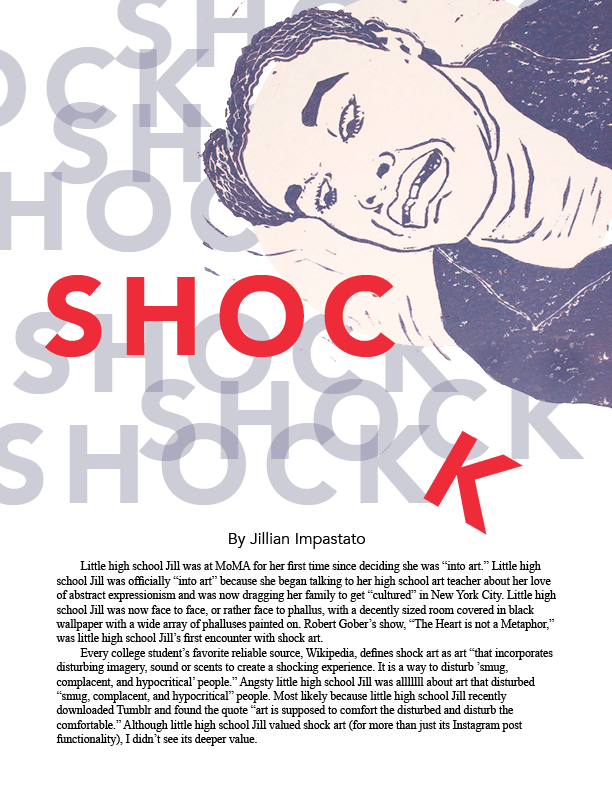 SHO
OCK
SH
HOC
SHOC
SHOCK
SHOCK
SHOCK
K
By Jillian Impastato
Little high school Jill was at MoMA for her first time since deciding she was “into art.” Little high
school Jill was officially “into art” because she began talking to her high school art teacher about her love
of abstract expressionism and was now dragging her family to get “cultured” in New York City. Little high
school Jill was now face to face, or rather face to phallus, with a decently sized room covered in black
wallpaper with a wide array of phalluses painted on. Robert Gober’s show, “The Heart is not a Metaphor,”
was little high school Jill’s first encounter with shock art.
Every college student’s favorite reliable source, Wikipedia, defines shock art as art “that incorporates
disturbing imagery, sound or scents to create a shocking experience. It is a way to disturb ’smug,
complacent, and hypocritical’ people.” Angsty little high school Jill was alllllll about art that disturbed
“smug, complacent, and hypocritical” people. Most likely because little high school Jill recently
downloaded Tumblr and found the quote “art is supposed to comfort the disturbed and disturb the
comfortable.” Although little high school Jill valued shock art (for more than just its Instagram post
functionality), I didn’t see its deeper value.